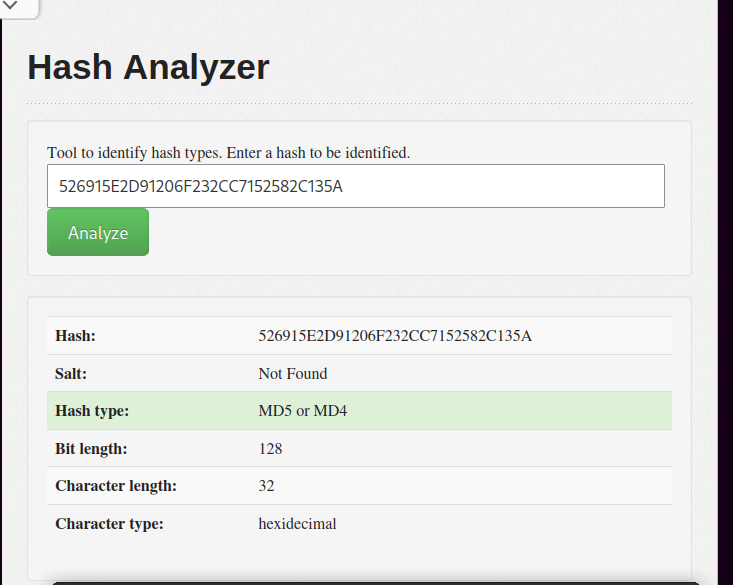 Hash Analyzer
Tool to identify hash types. Enter a hash to be identified.
526915E2D91206F232CC7152582C135A
Analyze
Hash: 526915E2D91206F232CC7152582C135A
Salt: Not Found
Hash type: MD5 or MD4
Bit length: 128
Character length: 32
Character type: hexidecimal